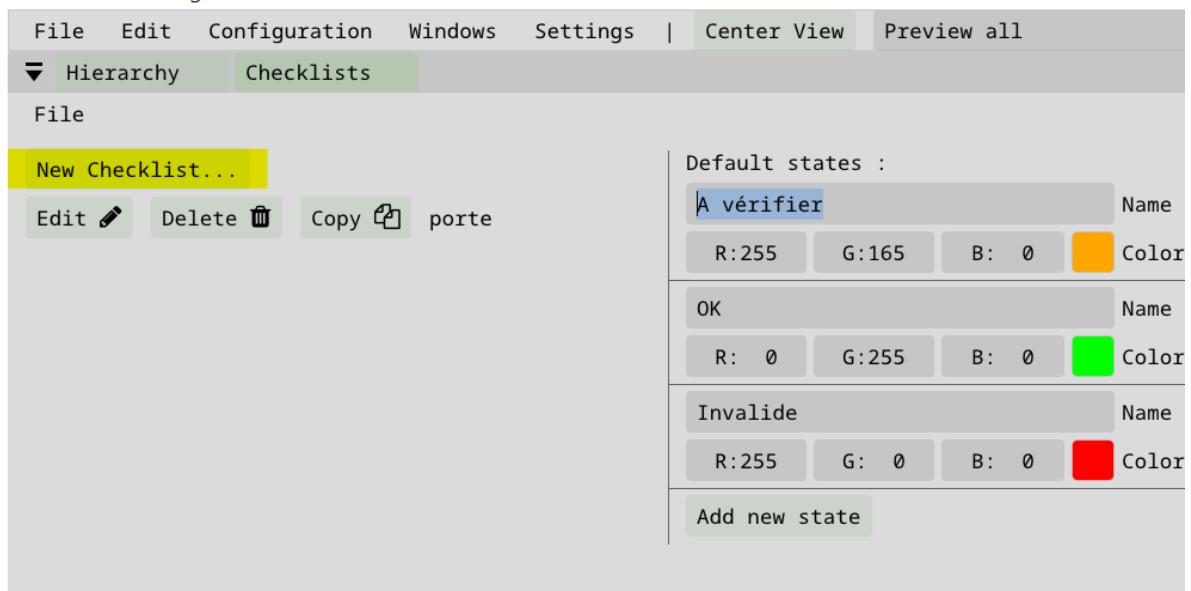 File Edit Configuration Windows Settings | Center View Preview all
Hierarchy Checklists
File
New Checklist...
Edit Delete Copy porte
Default states :
A vérifier Name
R:255 G:165 B: 0 Color
OK Name
R: 0 G:255 B: 0 Color
Invalide Name
R:255 G: 0 B: 0 Color
Add new state